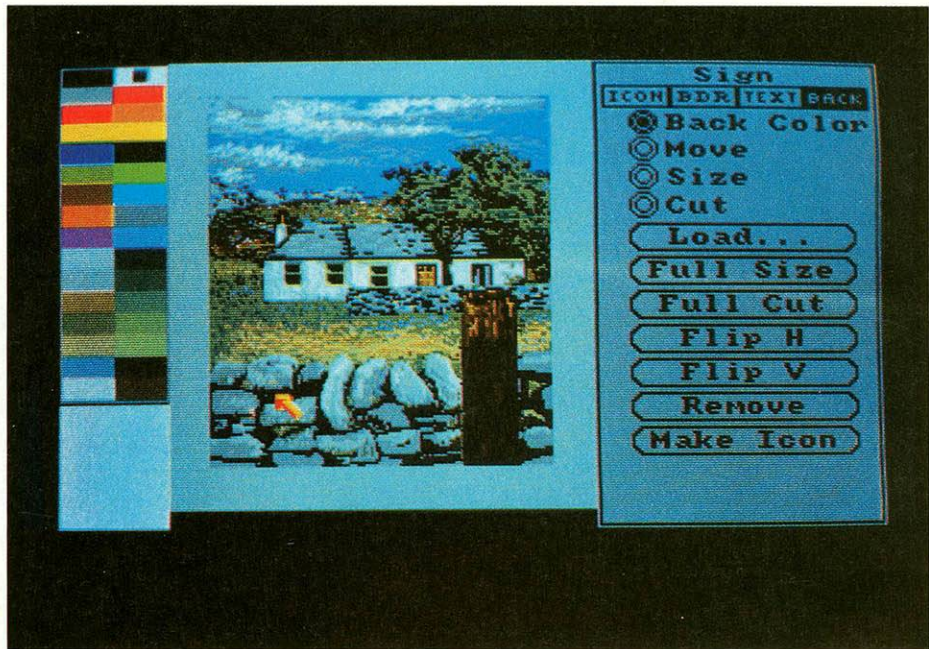 Sign
ICON BDR TEXT BACK
Back Color
Move
Size
Cut
Load...
Full Size
Full Cut
Flip H
Flip V
Remove
Make Icon